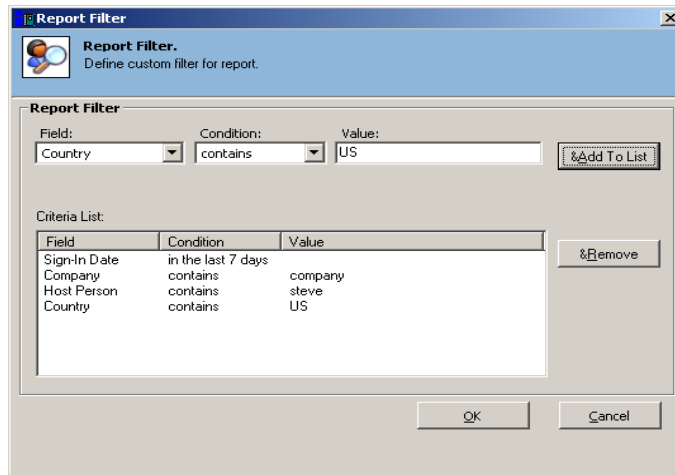 Report Filter
Report Filter.
Define custom filter for report.
Report Filter
Field: Condition: Value:
Country contains US &Add To List
Criteria List:
Field Condition Value
Sign-In Date in the last 7 days
Company contains company
Host Person contains steve
Country contains US
&Remove
OK Cancel